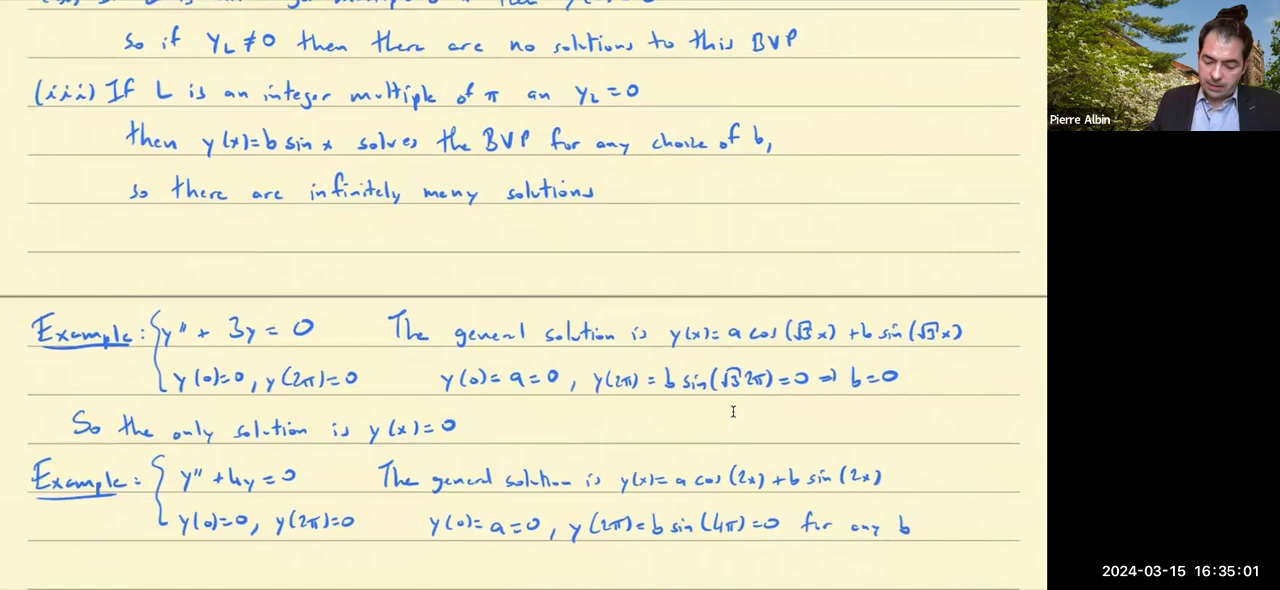 So if y_L ≠ 0 then there are no solutions to this BVP
(iii) If L is an integer multiple of π an y_L = 0
then y(x) = b sin x solves the BVP for any choice of b,
so there are infinitely many solutions
Pierre Albin
Example: { y'' + 3y = 0 The general solution is y(x) = a cos(√3 x) + b sin(√3 x)
y(0)=0, y(2π)=0 y(0)= a = 0, y(2π) = b sin(√3 2π) = 0 ⇒ b=0
So the only solution is y(x) = 0
Example: { y'' + 4y = 0 The general solution is y(x) = a cos(2x) + b sin(2x)
y(0)=0, y(2π)=0 y(0)= a = 0, y(2π) = b sin(4π) = 0 for any b
2024-03-15 16:35:01